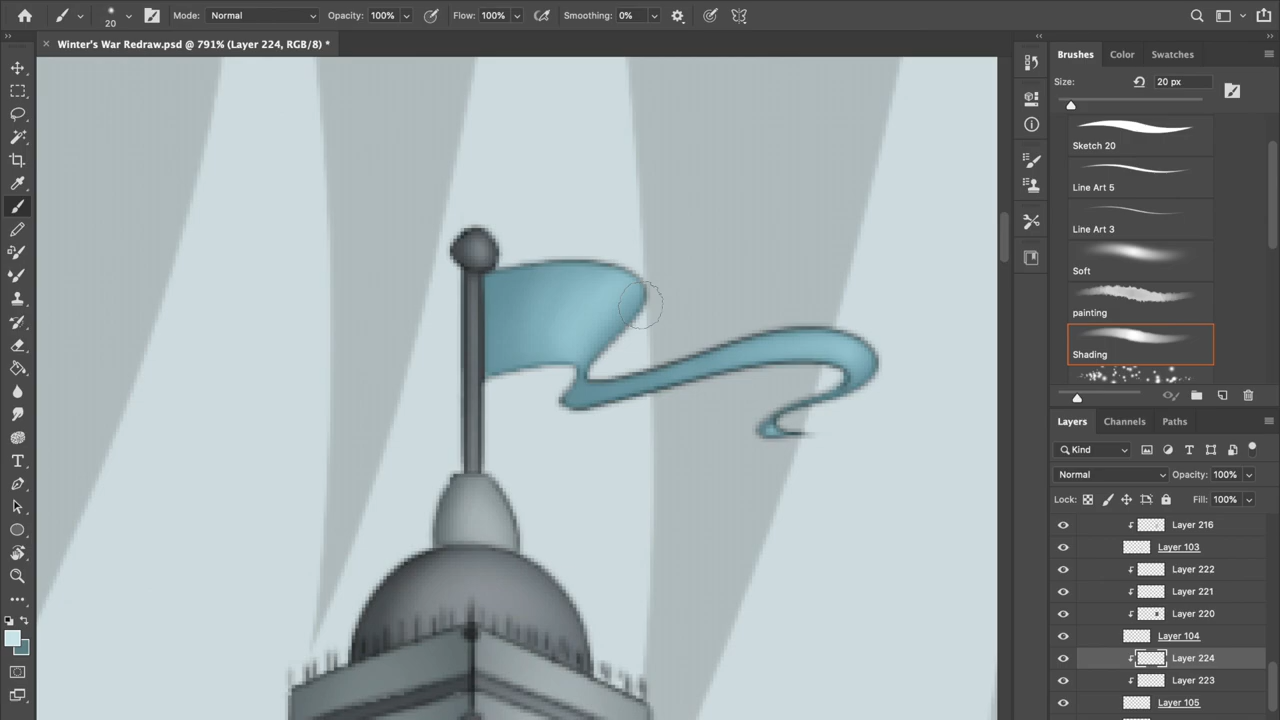 20
Mode: Normal
Opacity: 100%
Flow: 100%
Smoothing: 0%
Winter's War Redraw.psd @ 791% (Layer 224, RGB/8) *
Brushes
Color
Swatches
Size:
20 px
Sketch 20
Line Art 5
Line Art 3
Soft
painting
Shading
Layers
Channels
Paths
Kind
Normal
Opacity: 100%
Lock:
Fill: 100%
Layer 216
Layer 103
Layer 222
Layer 221
Layer 220
Layer 104
Layer 224
Layer 223
Layer 105